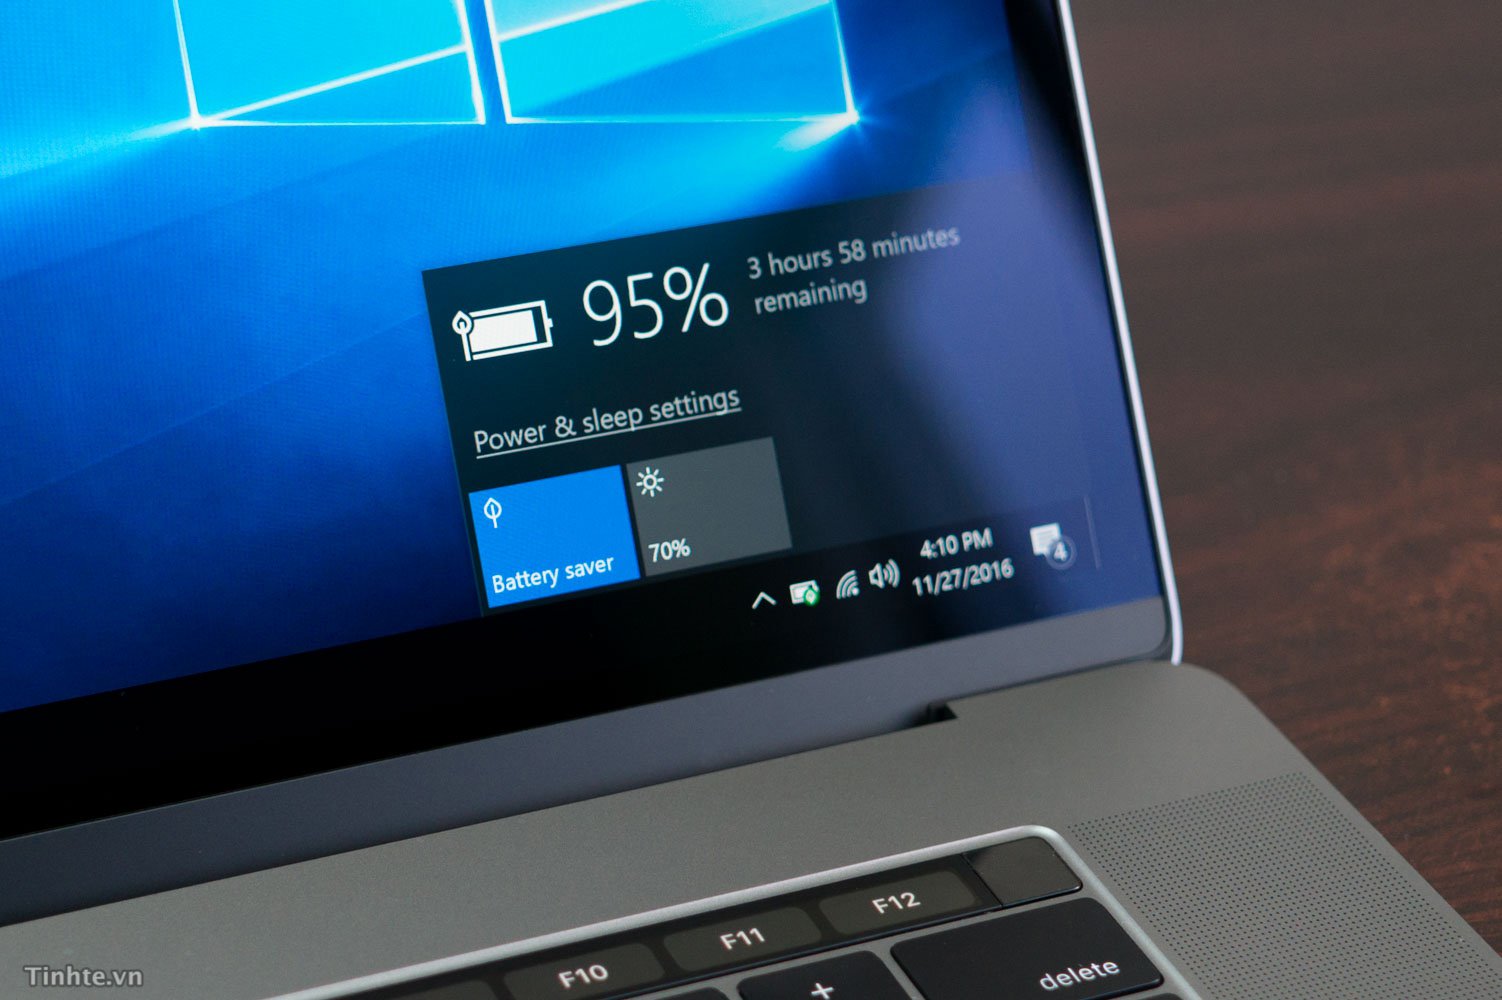 95%
3 hours 58 minutes
remaining
Power & sleep settings
Battery saver
70%
4:10 PM
11/27/2016
4
F10
F11
F12
+
delete
Tinhte.vn